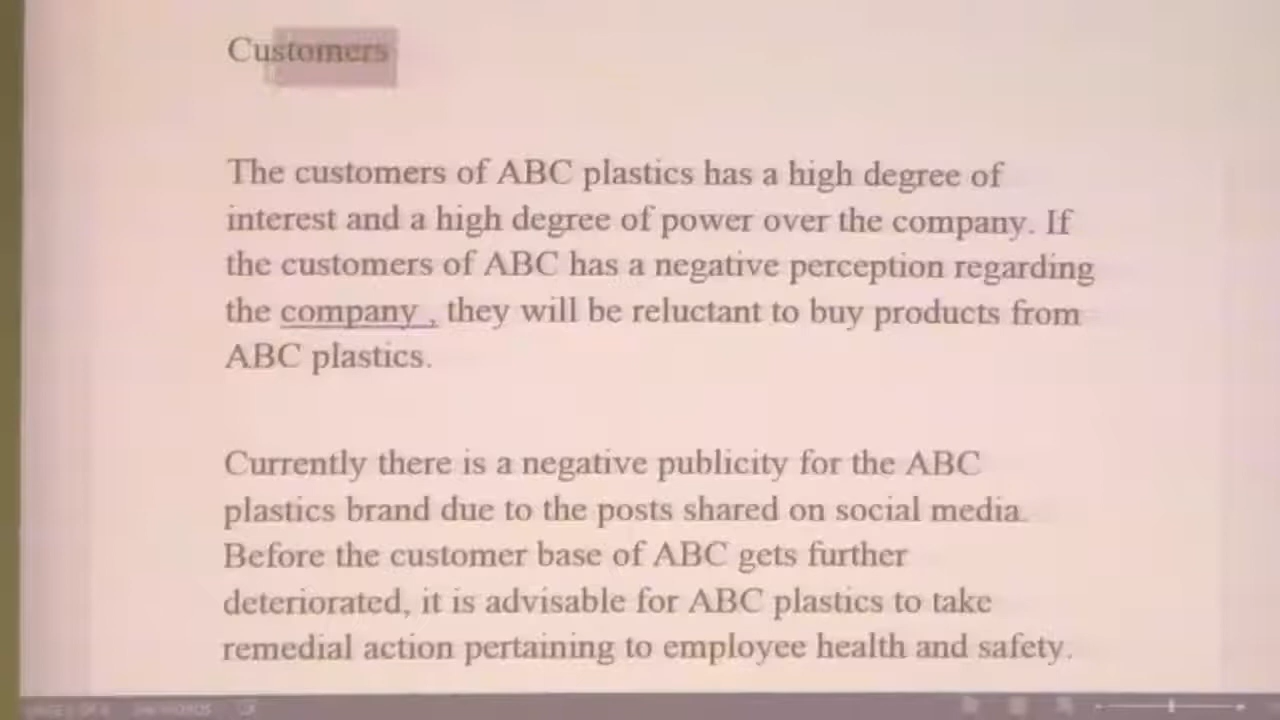 Customers
The customers of ABC plastics has a high degree of
interest and a high degree of power over the company. If
the customers of ABC has a negative perception regarding
the company , they will be reluctant to buy products from
ABC plastics.
Currently there is a negative publicity for the ABC
plastics brand due to the posts shared on social media.
Before the customer base of ABC gets further
deteriorated, it is advisable for ABC plastics to take
remedial action pertaining to employee health and safety.